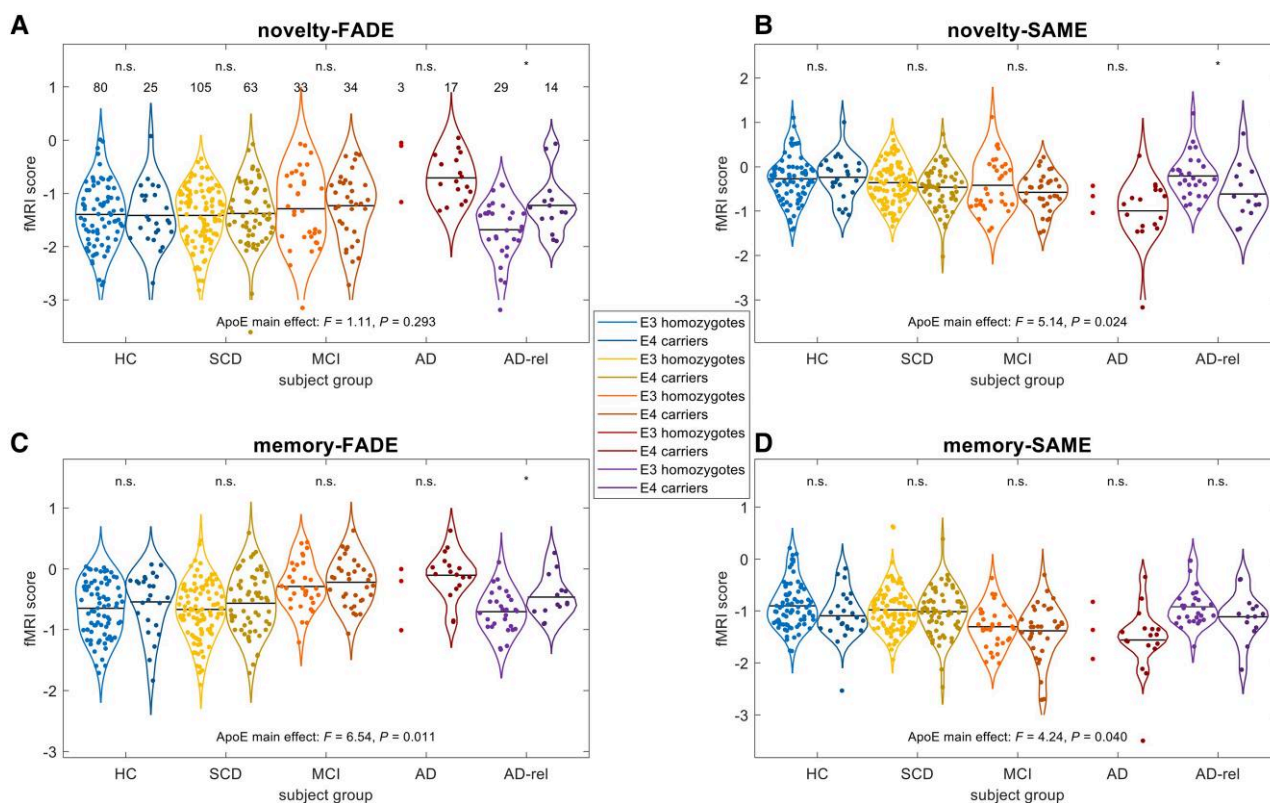 A
novelty-FADE
n.s. n.s. n.s. n.s. *
80 25 105 63 33 34 3 17 29 14
1
0
-1
-2
-3
fMRI score
ApoE main effect: F = 1.11, P = 0.293
HC SCD MCI AD AD-rel
subject group
B
novelty-SAME
n.s. n.s. n.s. n.s. *
2
1
0
-1
-2
-3
fMRI score
ApoE main effect: F = 5.14, P = 0.024
HC SCD MCI AD AD-rel
subject group
E3 homozygotes
E4 carriers
E3 homozygotes
E4 carriers
E3 homozygotes
E4 carriers
E3 homozygotes
E4 carriers
E3 homozygotes
E4 carriers
C
memory-FADE
n.s. n.s. n.s. n.s. *
1
0
-1
-2
-3
fMRI score
ApoE main effect: F = 6.54, P = 0.011
HC SCD MCI AD AD-rel
subject group
D
memory-SAME
n.s. n.s. n.s. n.s. n.s.
1
0
-1
-2
-3
fMRI score
ApoE main effect: F = 4.24, P = 0.040
HC SCD MCI AD AD-rel
subject group